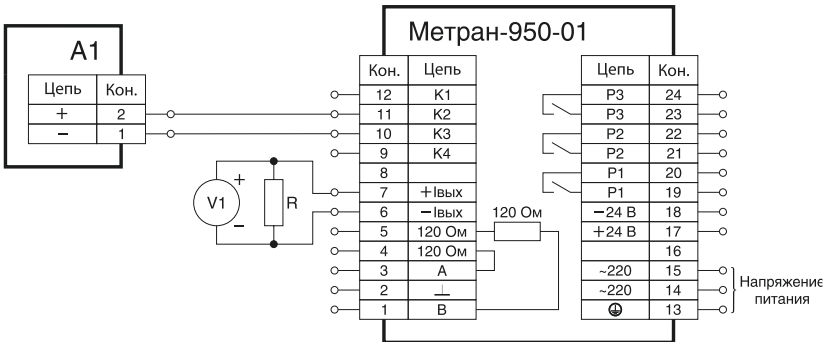 Метран-950-01
А1
Цепь Кон.
+ 2
− 1
Кон. Цепь
12 К1
11 К2
10 К3
9 К4
8
7 +Iвых
6 −Iвых
5 120 Ом
4 120 Ом
3 А
2 ⊥
1 В
V1
+
−
R
120 Ом
Цепь Кон.
Р3 24
Р3 23
Р2 22
Р2 21
Р1 20
Р1 19
−24 В 18
+24 В 17
16
~220 15
~220 14
13
Напряжение
питания